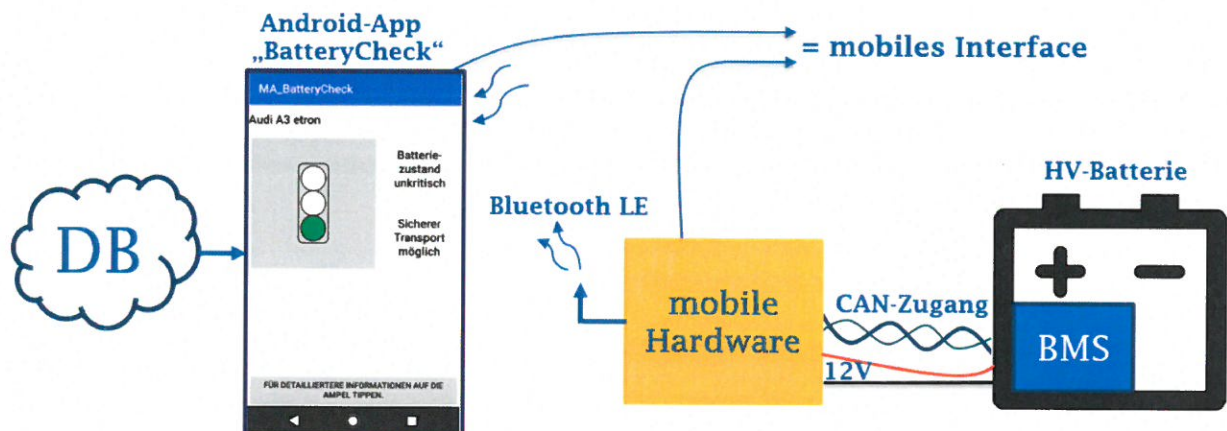 Android-App
„BatteryCheck“
= mobiles Interface
MA_BatteryCheck
Audi A3 etron
Batterie-
zustand
unkritisch
Sicherer
Transport
möglich
FÜR DETAILLIERTERE INFORMATIONEN AUF DIE
AMPEL TIPPEN.
DB
Bluetooth LE
mobile
Hardware
CAN-Zugang
12V
HV-Batterie
BMS